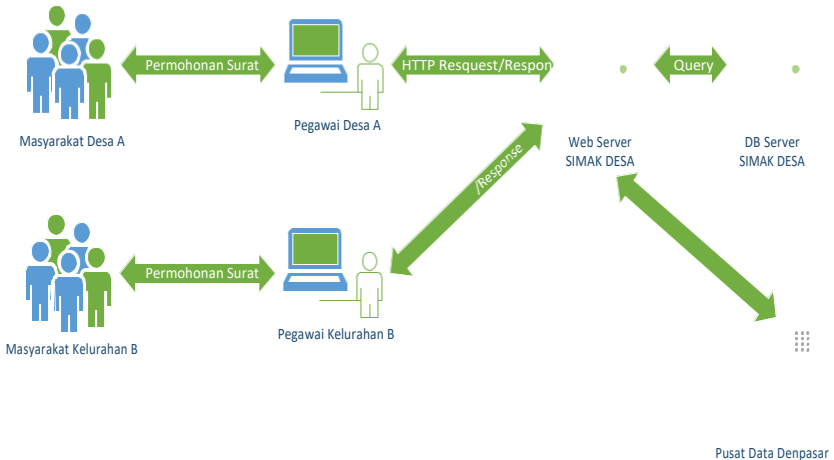 Permohonan Surat
HTTP Resquest/Respon
Query
Masyarakat Desa A
Pegawai Desa A
Web Server
SIMAK DESA
DB Server
SIMAK DESA
/Response
Permohonan Surat
Masyarakat Kelurahan B
Pegawai Kelurahan B
Pusat Data Denpasar